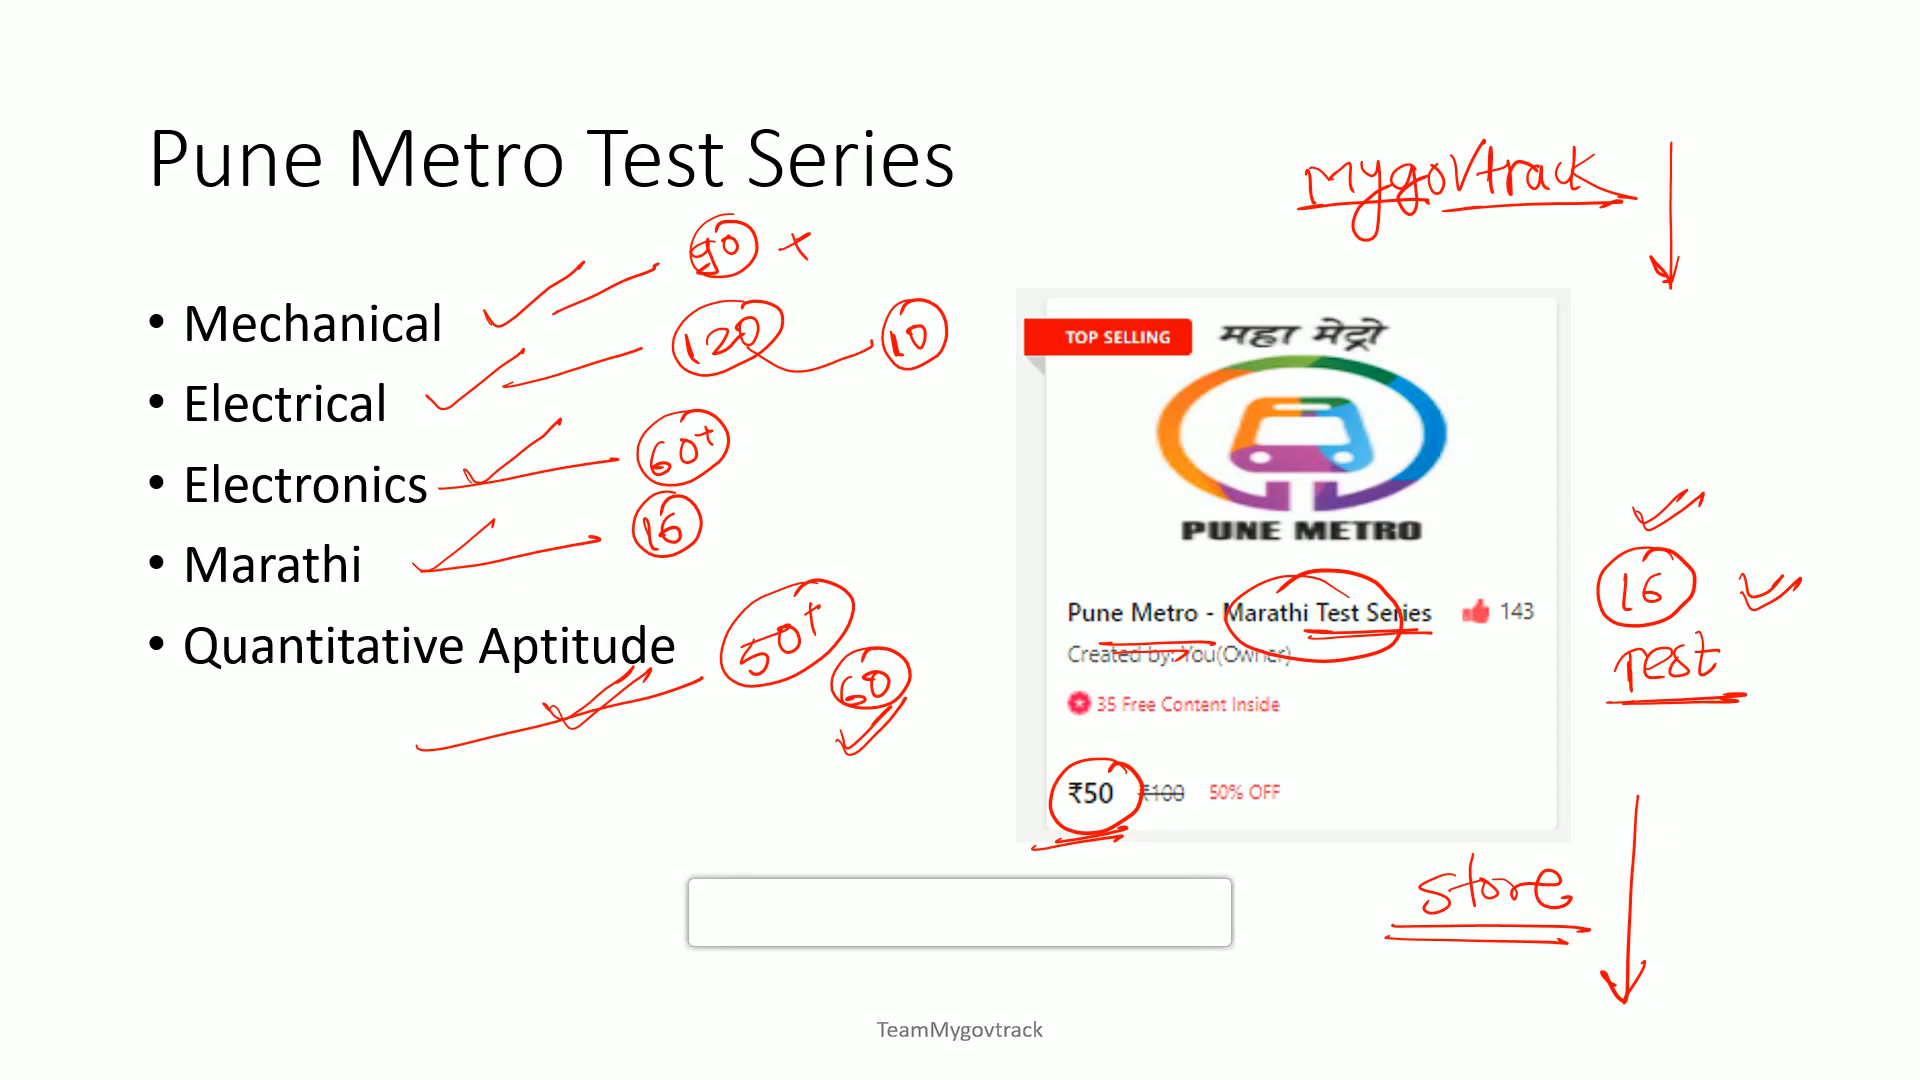 Pune Metro Test Series
mygovtrack
90 +
• Mechanical
120
10
• Electrical
60+
• Electronics
16
• Marathi
50+
60
• Quantitative Aptitude
TOP SELLING
महा मेट्रो
PUNE METRO
Pune Metro - Marathi Test Series 143
Created by: You(Owner)
35 Free Content Inside
₹50 ₹100 50% OFF
16
Test
store
TeamMygovtrack